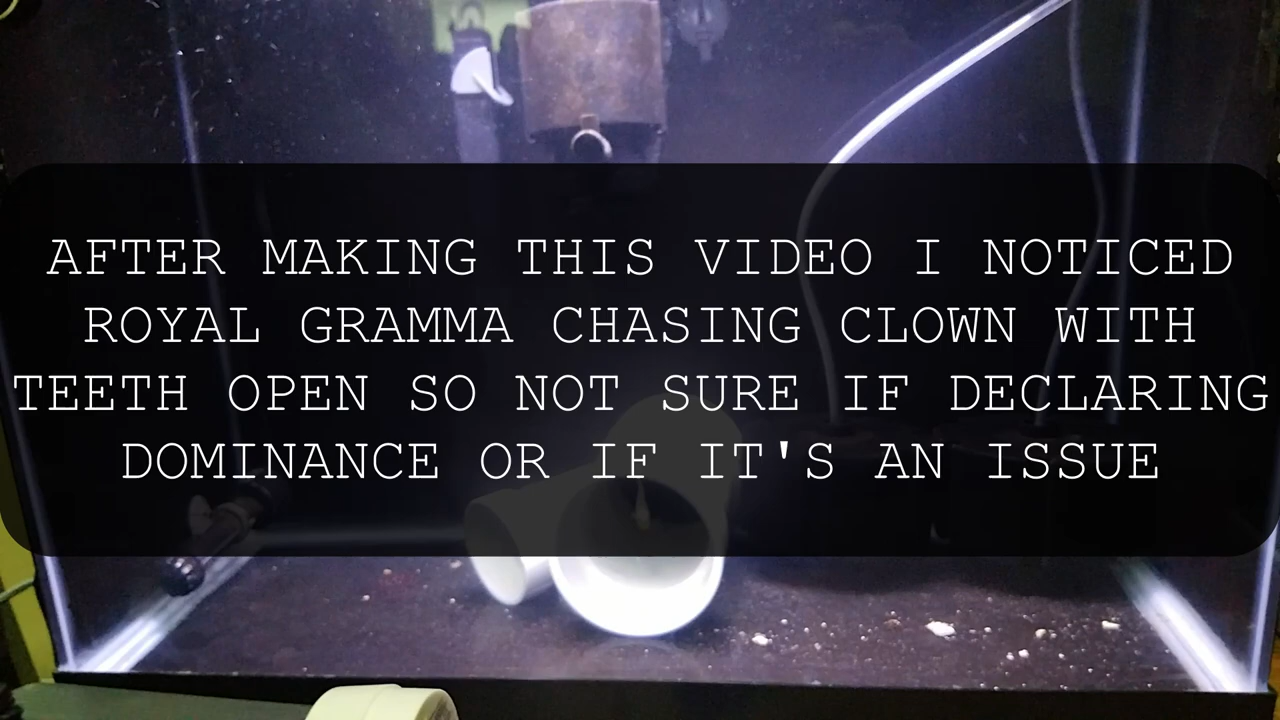 AFTER MAKING THIS VIDEO I NOTICED
ROYAL GRAMMA CHASING CLOWN WITH
TEETH OPEN SO NOT SURE IF DECLARING
DOMINANCE OR IF IT'S AN ISSUE